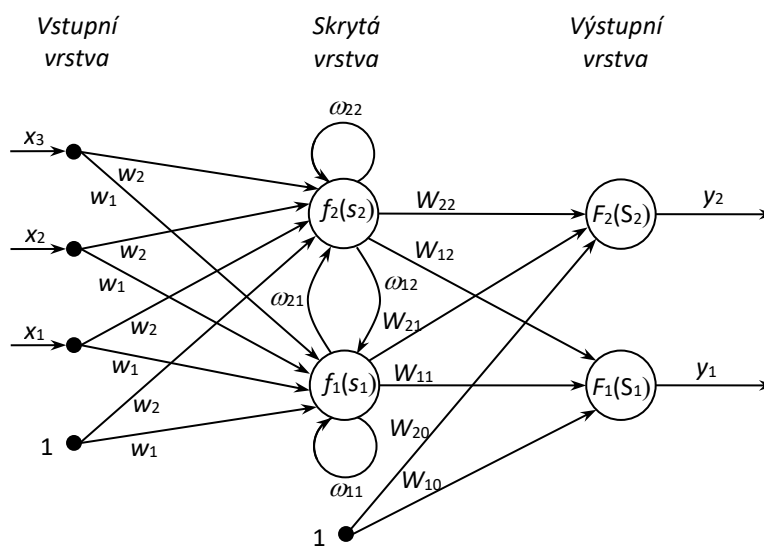 Vstupní
vrstva
Skrytá
vrstva
Výstupní
vrstva
ω22
x3
w2
w1
f2(s2)
W22
F2(S2)
y2
x2
w2
w1
W12
ω21
ω12
W21
x1
w2
w1
f1(s1)
W11
F1(S1)
y1
w2
W20
1
w1
ω11
W10
1